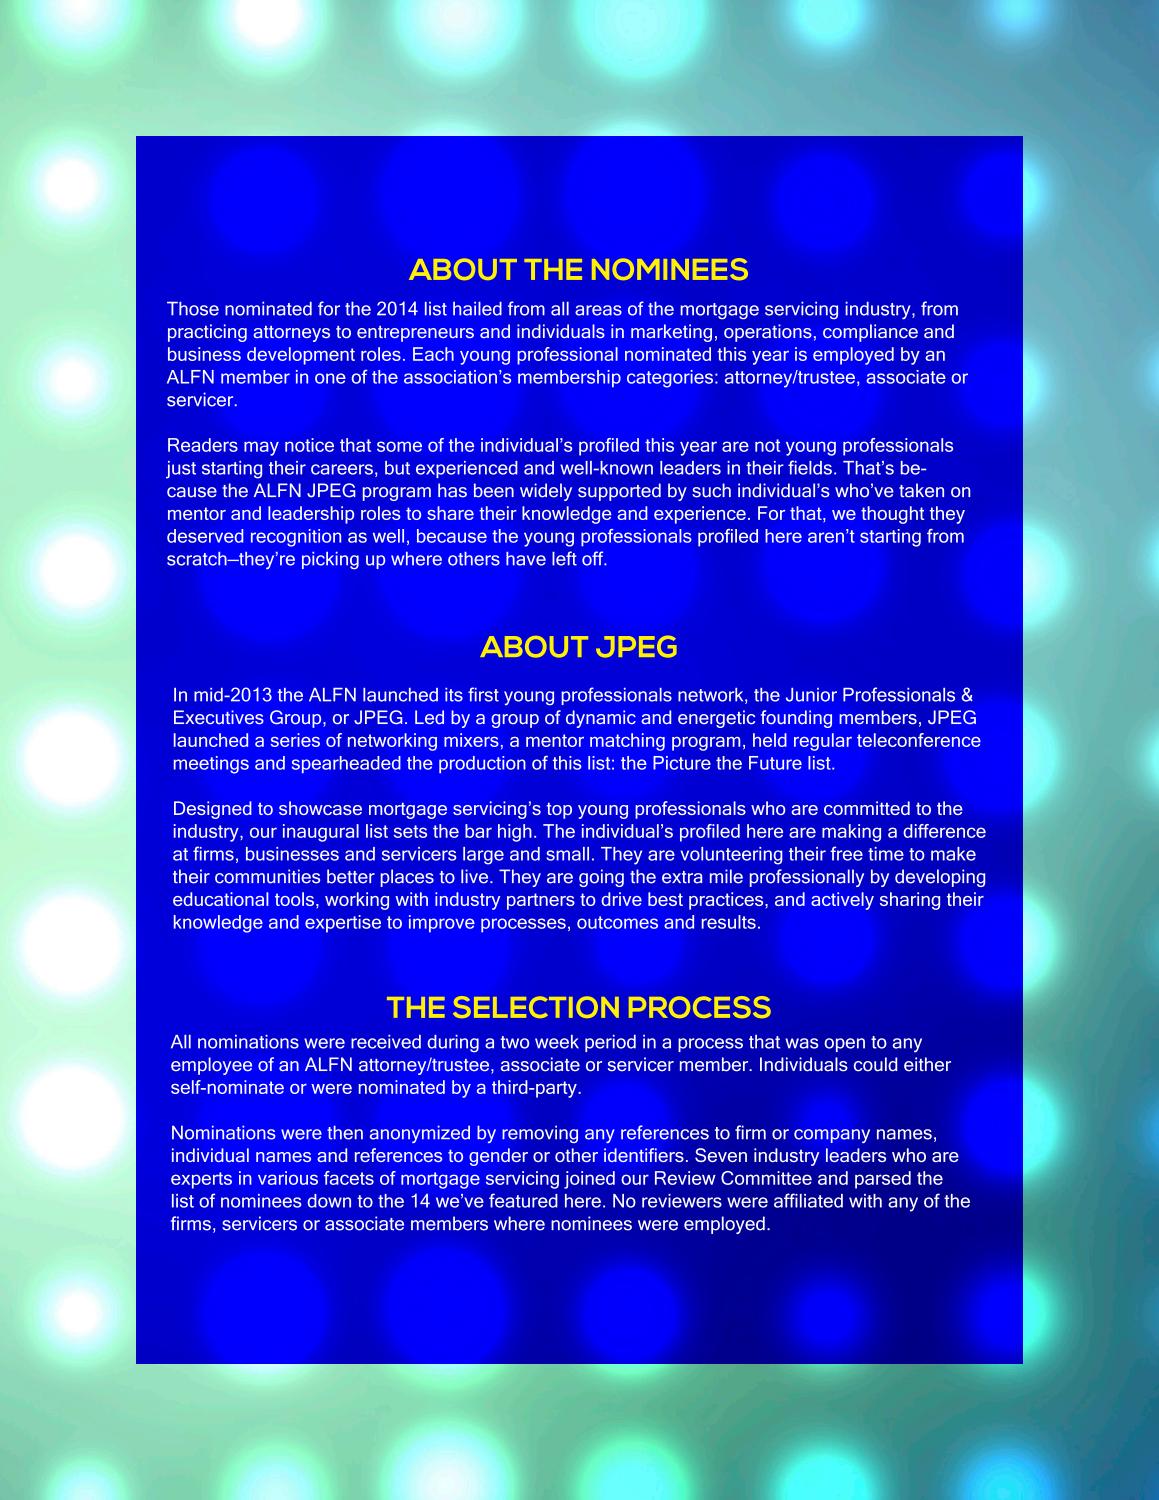 ABOUT THE NOMINEES
Those nominated for the 2014 list hailed from all areas of the mortgage servicing industry, from
practicing attorneys to entrepreneurs and individuals in marketing, operations, compliance and
business development roles. Each young professional nominated this year is employed by an
ALFN member in one of the association’s membership categories: attorney/trustee, associate or
servicer.
Readers may notice that some of the individual’s profiled this year are not young professionals
just starting their careers, but experienced and well-known leaders in their fields. That’s be-
cause the ALFN JPEG program has been widely supported by such individual’s who’ve taken on
mentor and leadership roles to share their knowledge and experience. For that, we thought they
deserved recognition as well, because the young professionals profiled here aren’t starting from
scratch—they’re picking up where others have left off.
ABOUT JPEG
In mid-2013 the ALFN launched its first young professionals network, the Junior Professionals &
Executives Group, or JPEG. Led by a group of dynamic and energetic founding members, JPEG
launched a series of networking mixers, a mentor matching program, held regular teleconference
meetings and spearheaded the production of this list: the Picture the Future list.
Designed to showcase mortgage servicing’s top young professionals who are committed to the
industry, our inaugural list sets the bar high. The individual’s profiled here are making a difference
at firms, businesses and servicers large and small. They are volunteering their free time to make
their communities better places to live. They are going the extra mile professionally by developing
educational tools, working with industry partners to drive best practices, and actively sharing their
knowledge and expertise to improve processes, outcomes and results.
THE SELECTION PROCESS
All nominations were received during a two week period in a process that was open to any
employee of an ALFN attorney/trustee, associate or servicer member. Individuals could either
self-nominate or were nominated by a third-party.
Nominations were then anonymized by removing any references to firm or company names,
individual names and references to gender or other identifiers. Seven industry leaders who are
experts in various facets of mortgage servicing joined our Review Committee and parsed the
list of nominees down to the 14 we’ve featured here. No reviewers were affiliated with any of the
firms, servicers or associate members where nominees were employed.